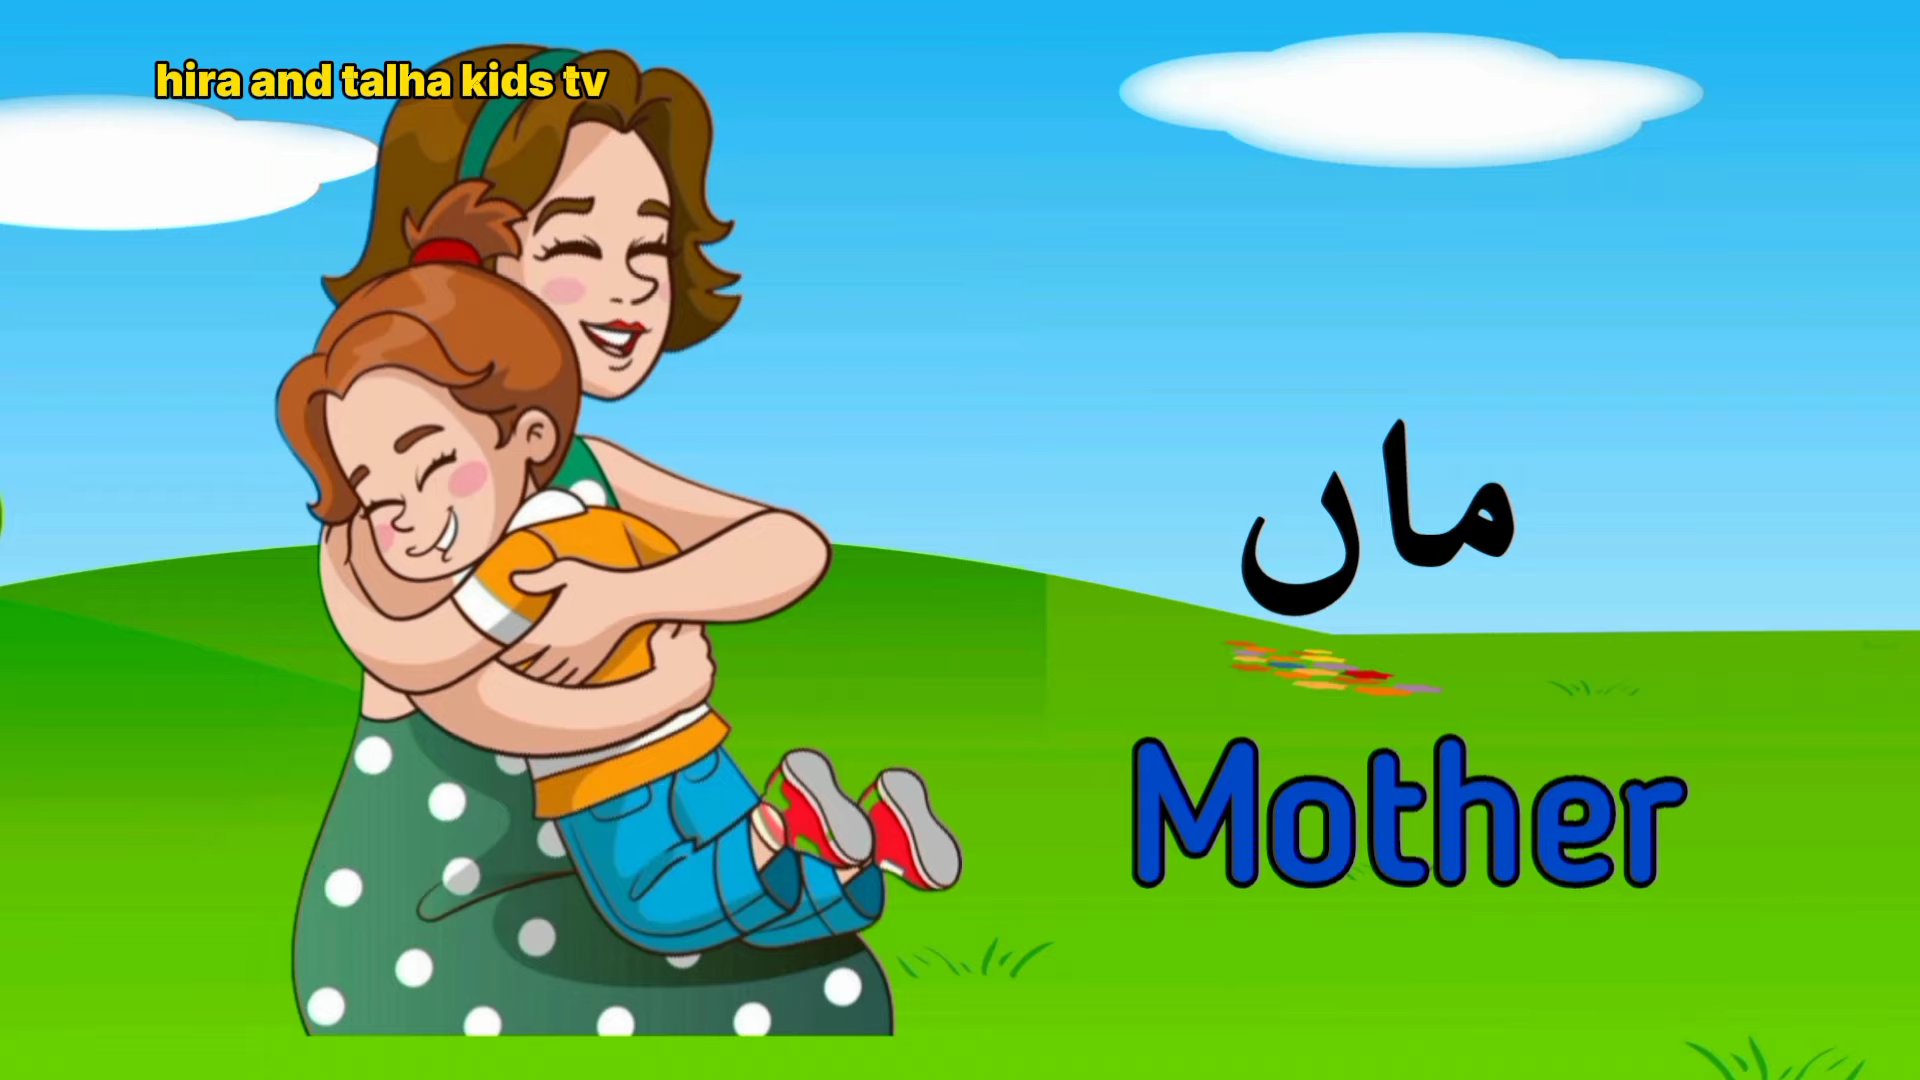 hira and talha kids tv
ماں
Mother